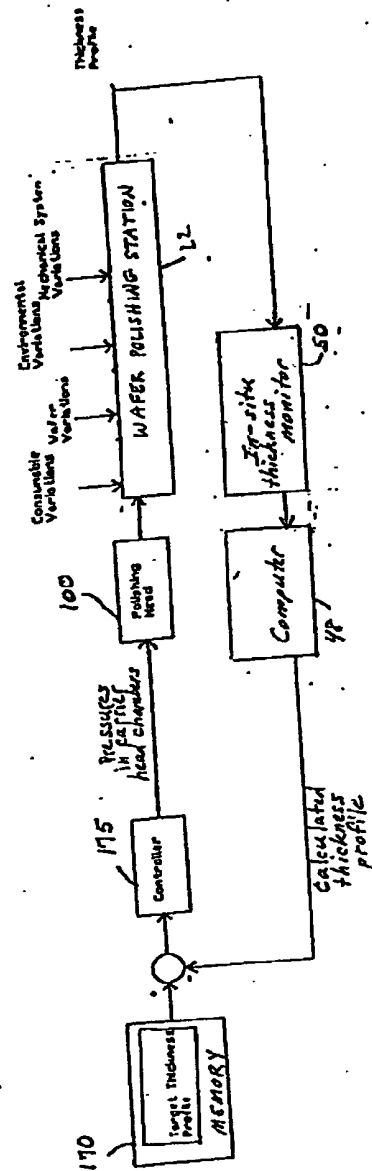 170
Target Thickness
Profile
MEMORY
175
Controller
Pressures
in carrier
head chambers
100
Polishing
Head
Consumable
Variations
Wafer
Variations
Environmental
Variations
Mechanical System
Variations
WAFER POLISHING STATION
22
Thickness
Profile
In-situ
thickness
monitor
50
Computer
48
Calculated
thickness
profile